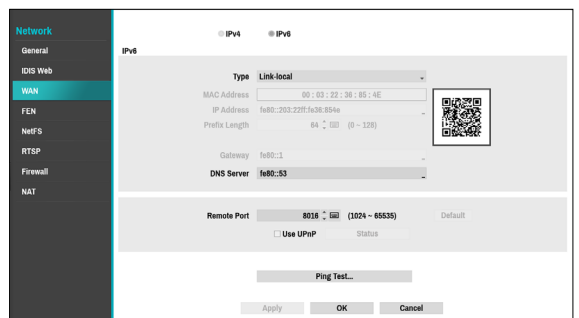 Network
General
IDIS Web
WAN
FEN
NetFS
RTSP
Firewall
NAT
IPv4 IPv6
IPv6
Type Link-local
MAC Address 00 : 03 : 22 : 36 : 85 : 4E
IP Address fe80::203:22ff:fe36:854e
Prefix Length 64 (0 ~ 128)
Gateway fe80::1
DNS Server fe80::53
Remote Port 8016 (1024 ~ 65535) Default
Use UPnP Status
Ping Test...
Apply OK Cancel